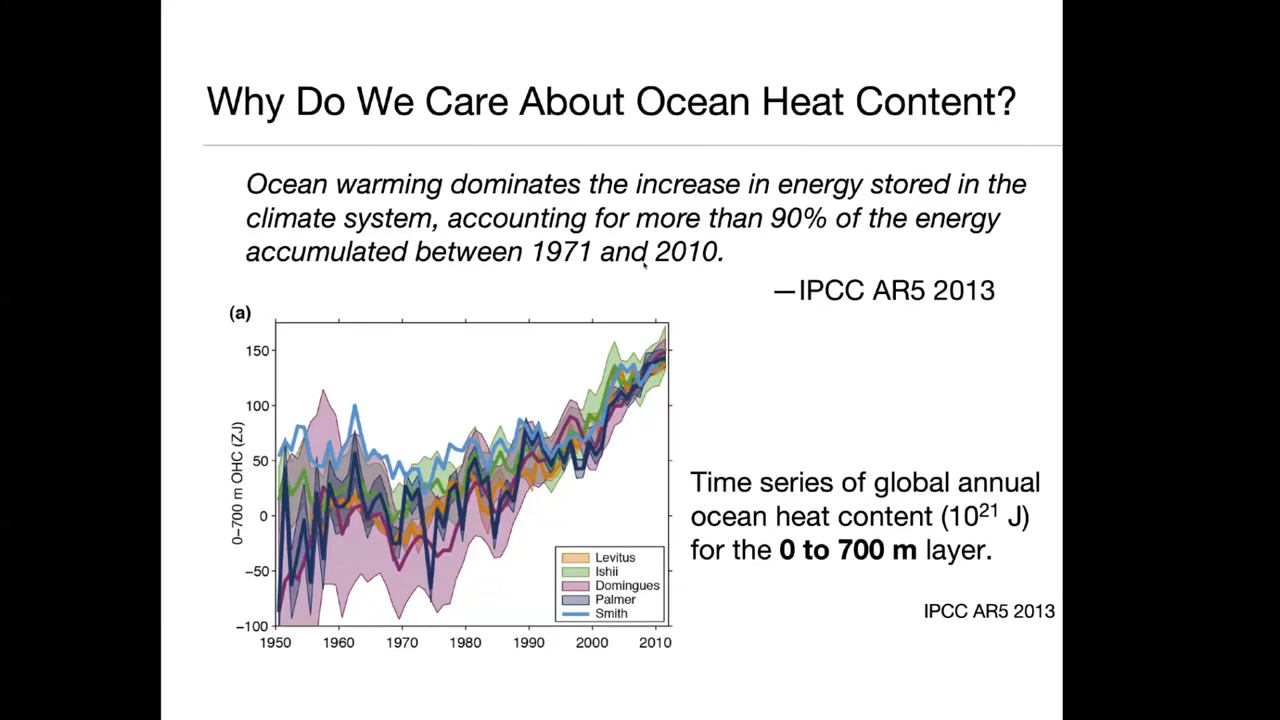 Why Do We Care About Ocean Heat Content?
Ocean warming dominates the increase in energy stored in the
climate system, accounting for more than 90% of the energy
accumulated between 1971 and 2010.
—IPCC AR5 2013
(a)
0–700 m OHC (ZJ)
150
100
50
0
−50
−100
1950
1960
1970
1980
1990
2000
2010
Levitus
Ishii
Domingues
Palmer
Smith
Time series of global annual
ocean heat content (10²¹ J)
for the 0 to 700 m layer.
IPCC AR5 2013